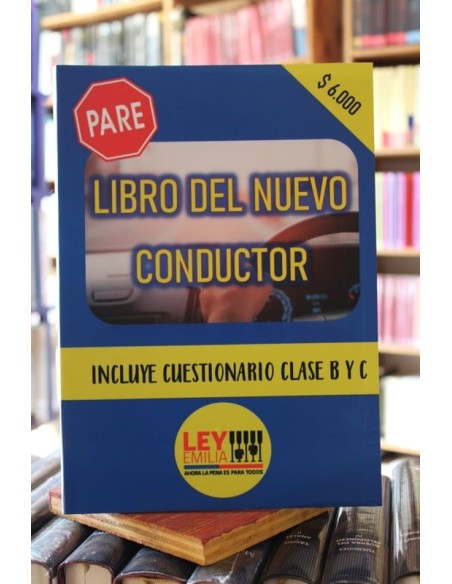 PARE
$ 6.000
LIBRO DEL NUEVO
CONDUCTOR
INCLUYE CUESTIONARIO CLASE B Y C
LEY
EMILIA
AHORA LA PENA ES PARA TODOS